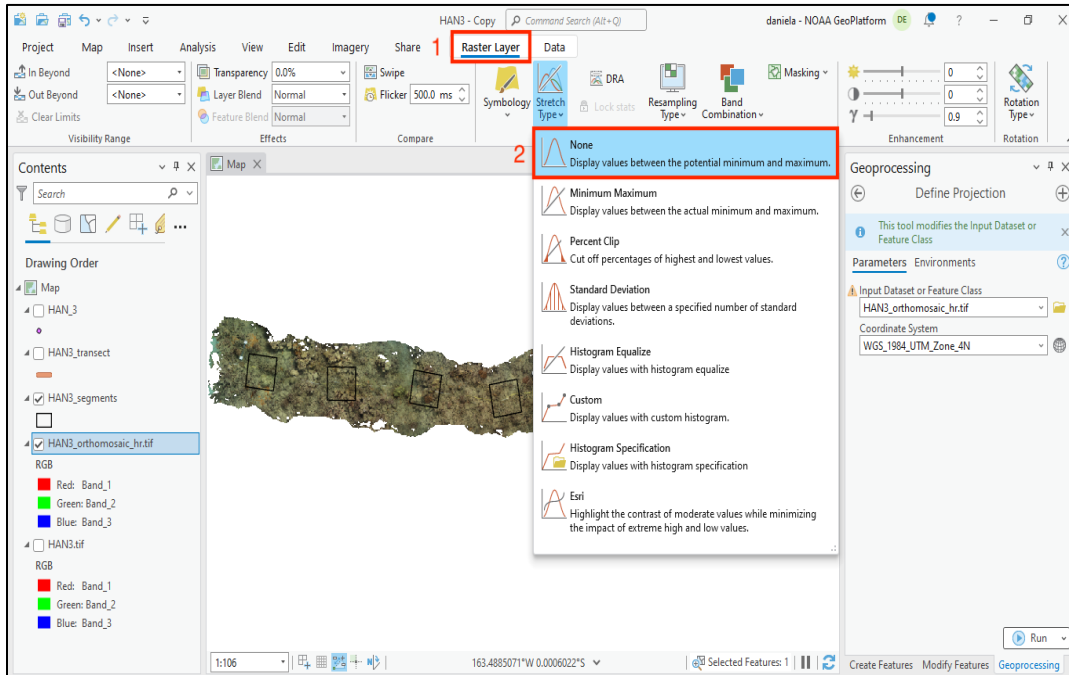 HAN3 - Copy
Command Search (Alt+Q)
daniela - NOAA GeoPlatform
DE
?
Project Map Insert Analysis View Edit Imagery Share 1 Raster Layer Data
In Beyond <None>
Out Beyond <None>
Clear Limits
Visibility Range
Transparency 0.0%
Layer Blend Normal
Feature Blend Normal
Effects
Swipe
Flicker 500.0 ms
Compare
Symbology
Stretch
Type
DRA
Lock stats
Resampling
Type
Band
Combination
Masking
0
0
γ 0.9
Enhancement
Rotation
Type
Rotation
Contents
Search
Drawing Order
Map
HAN_3
HAN3_transect
HAN3_segments
HAN3_orthomosaic_hr.tif
RGB
Red: Band_1
Green: Band_2
Blue: Band_3
HAN3.tif
RGB
Red: Band_1
Green: Band_2
Blue: Band_3
Map
2
None
Display values between the potential minimum and maximum.
Minimum Maximum
Display values between the actual minimum and maximum.
Percent Clip
Cut off percentages of highest and lowest values.
Standard Deviation
Display values between a specified number of standard
deviations.
Histogram Equalize
Display values with histogram equalize
Custom
Display values with custom histogram.
Histogram Specification
Display values with histogram specification
Esri
Highlight the contrast of moderate values while minimizing
the impact of extreme high and low values.
1:106
163.4885071°W 0.0006022°S
Selected Features: 1
Geoprocessing
Define Projection
This tool modifies the Input Dataset or
Feature Class
Parameters Environments
?
Input Dataset or Feature Class
HAN3_orthomosaic_hr.tif
Coordinate System
WGS_1984_UTM_Zone_4N
Run
Create Features Modify Features Geoprocessing